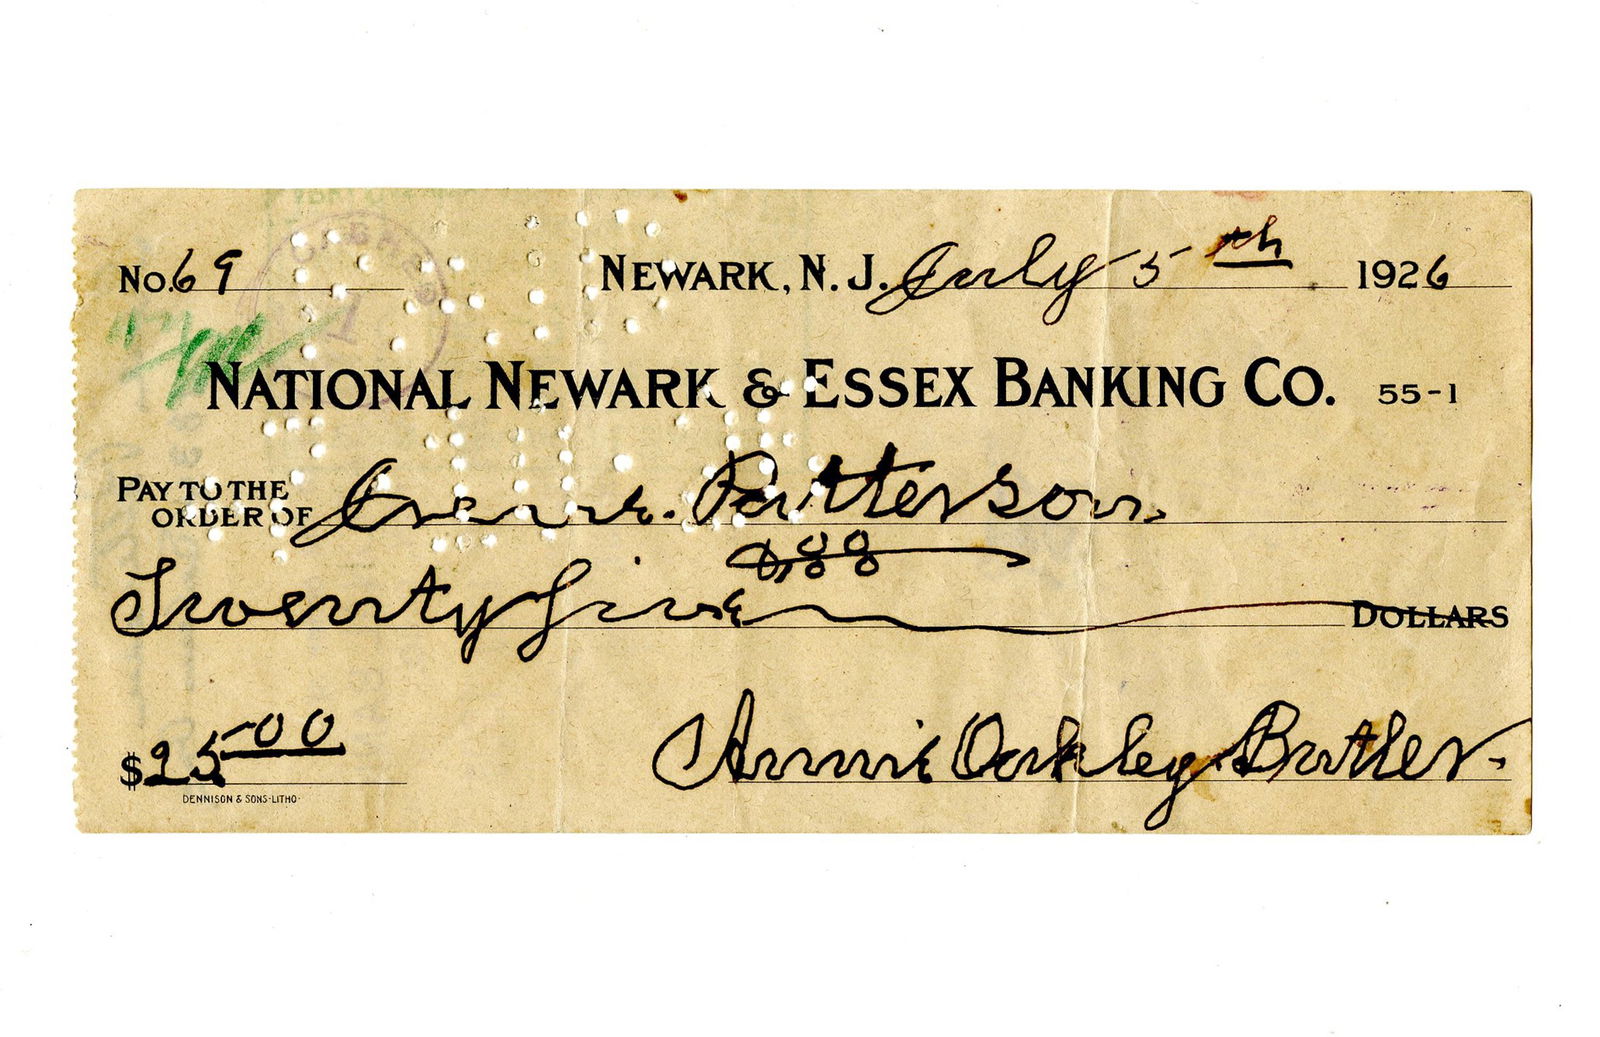 No. 69 NEWARK, N. J. July 5th 1926
NATIONAL NEWARK & ESSEX BANKING CO. 55-1
PAY TO THE
ORDER OF Irene. Patterson.
00
Twenty five DOLLARS
$25-00 Annie Oakley Butler.
DENNISON & SONS-LITHO-